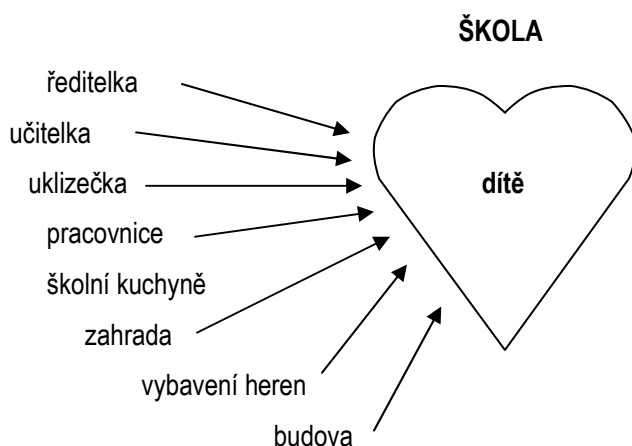 ŠKOLA
ředitelka
učitelka
uklizečka
dítě
pracovnice
školní kuchyně
zahrada
vybavení heren
budova